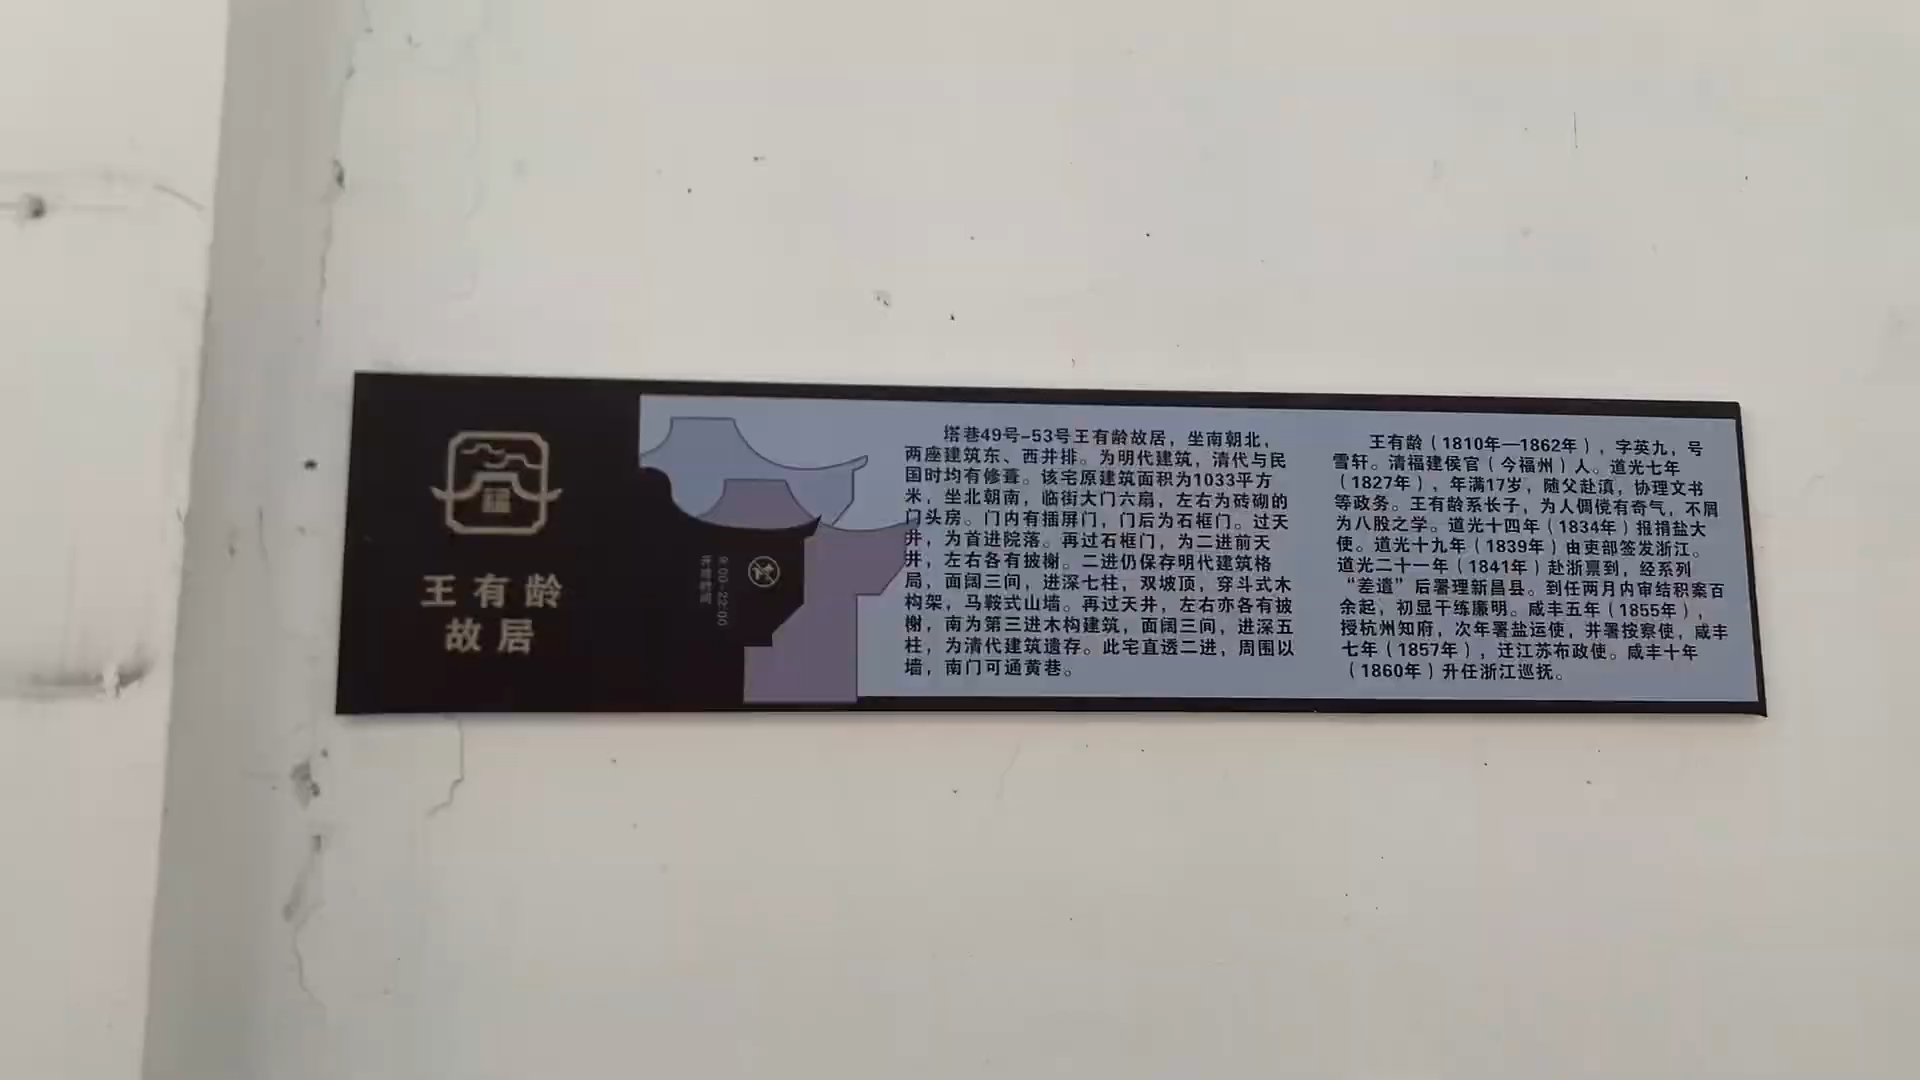 福
王有龄
故居
开放时间
9:00-22:00
塔巷49号-53号王有龄故居，坐南朝北，
两座建筑东、西并排。为明代建筑，清代与民
国时均有修葺。该宅原建筑面积为1033平方
米，坐北朝南，临街大门六扇，左右为砖砌的
门头房。门内有插屏门，门后为石框门。过天
井，为首进院落。再过石框门，为二进前天
井，左右各有披榭。二进仍保存明代建筑格
局，面阔三间，进深七柱，双坡顶，穿斗式木
构架，马鞍式山墙。再过天井，左右亦各有披
榭，南为第三进木构建筑，面阔三间，进深五
柱，为清代建筑遗存。此宅直透二进，周围以
墙，南门可通黄巷。
王有龄（1810年—1862年），字英九，号
雪轩。清福建侯官（今福州）人。道光七年
（1827年），年满17岁，随父赴滇，协理文书
等政务。王有龄系长子，为人倜傥有奇气，不屑
为八股之学。道光十四年（1834年）报捐盐大
使。道光十九年（1839年）由吏部签发浙江。
道光二十一年（1841年）赴浙禀到，经系列
“差遣”后署理新昌县。到任两月内审结积案百
余起，初显干练廉明。咸丰五年（1855年），
授杭州知府，次年署盐运使，并署按察使，咸丰
七年（1857年），迁江苏布政使。咸丰十年
（1860年）升任浙江巡抚。